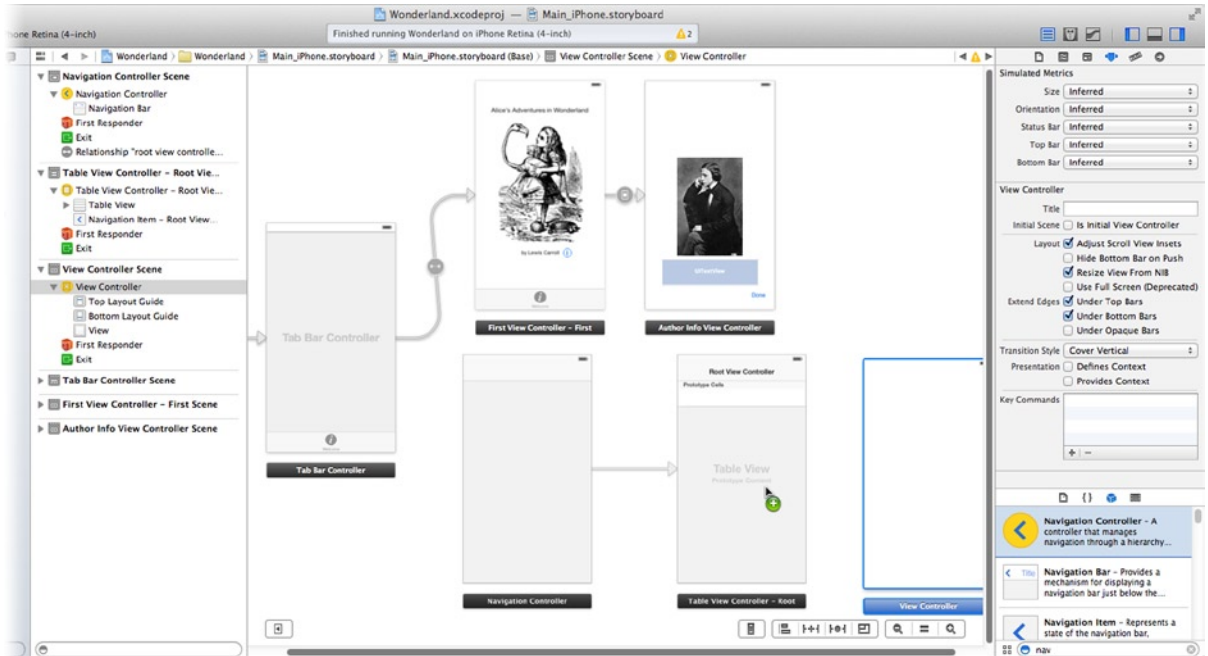 Wonderland.xcodeproj — Main_iPhone.storyboard
one Retina (4-inch)
Finished running Wonderland on iPhone Retina (4-inch)
2
Wonderland
Wonderland
Main_iPhone.storyboard
Main_iPhone.storyboard (Base)
View Controller Scene
View Controller
Navigation Controller Scene
Navigation Controller
Navigation Bar
First Responder
Exit
Relationship "root view controlle...
Table View Controller – Root Vie...
Table View Controller – Root Vie...
Table View
Navigation Item – Root View...
First Responder
Exit
View Controller Scene
View Controller
Top Layout Guide
Bottom Layout Guide
View
First Responder
Exit
Tab Bar Controller Scene
First View Controller – First Scene
Author Info View Controller Scene
Tab Bar Controller
Welcome
Tab Bar Controller
Alice's Adventures in Wonderland
by Lewis Carroll
Welcome
First View Controller – First
UITextView
Done
Author Info View Controller
Navigation Controller
Root View Controller
Prototype Cells
Table View
Prototype Content
Table View Controller – Root
View Controller
Simulated Metrics
Size Inferred
Orientation Inferred
Status Bar Inferred
Top Bar Inferred
Bottom Bar Inferred
View Controller
Title
Initial Scene Is Initial View Controller
Layout Adjust Scroll View Insets
Hide Bottom Bar on Push
Resize View From NIB
Use Full Screen (Deprecated)
Extend Edges Under Top Bars
Under Bottom Bars
Under Opaque Bars
Transition Style Cover Vertical
Presentation Defines Context
Provides Context
Key Commands
Navigation Controller – A
controller that manages
navigation through a hierarchy...
Title
Navigation Bar – Provides a
mechanism for displaying a
navigation bar just below the...
Navigation Item – Represents a
state of the navigation bar,
nav